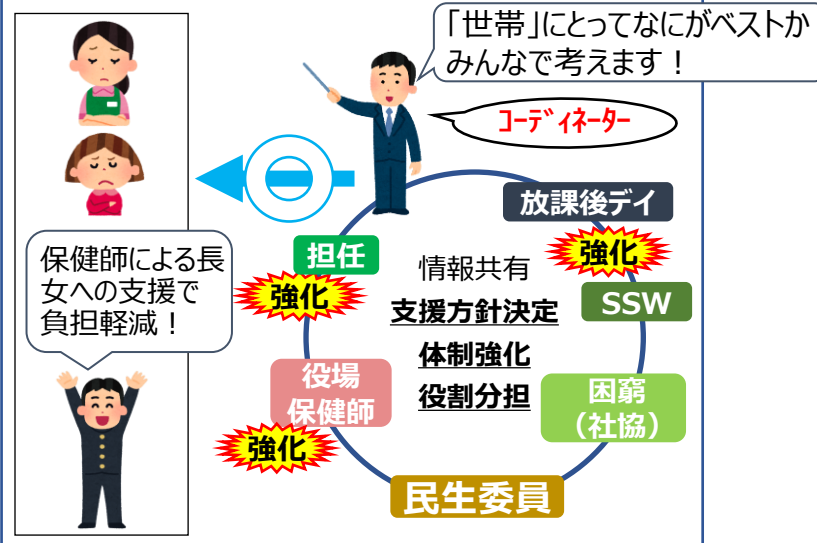 「世帯」にとってなにがベストか
みんなで考えます！
ｺｰﾃﾞｨﾈｰﾀｰ
放課後デイ
強化
担任
強化
情報共有
支援方針決定
体制強化
役割分担
SSW
保健師による長
女への支援で
負担軽減！
役場
保健師
強化
困窮
（社協）
民生委員